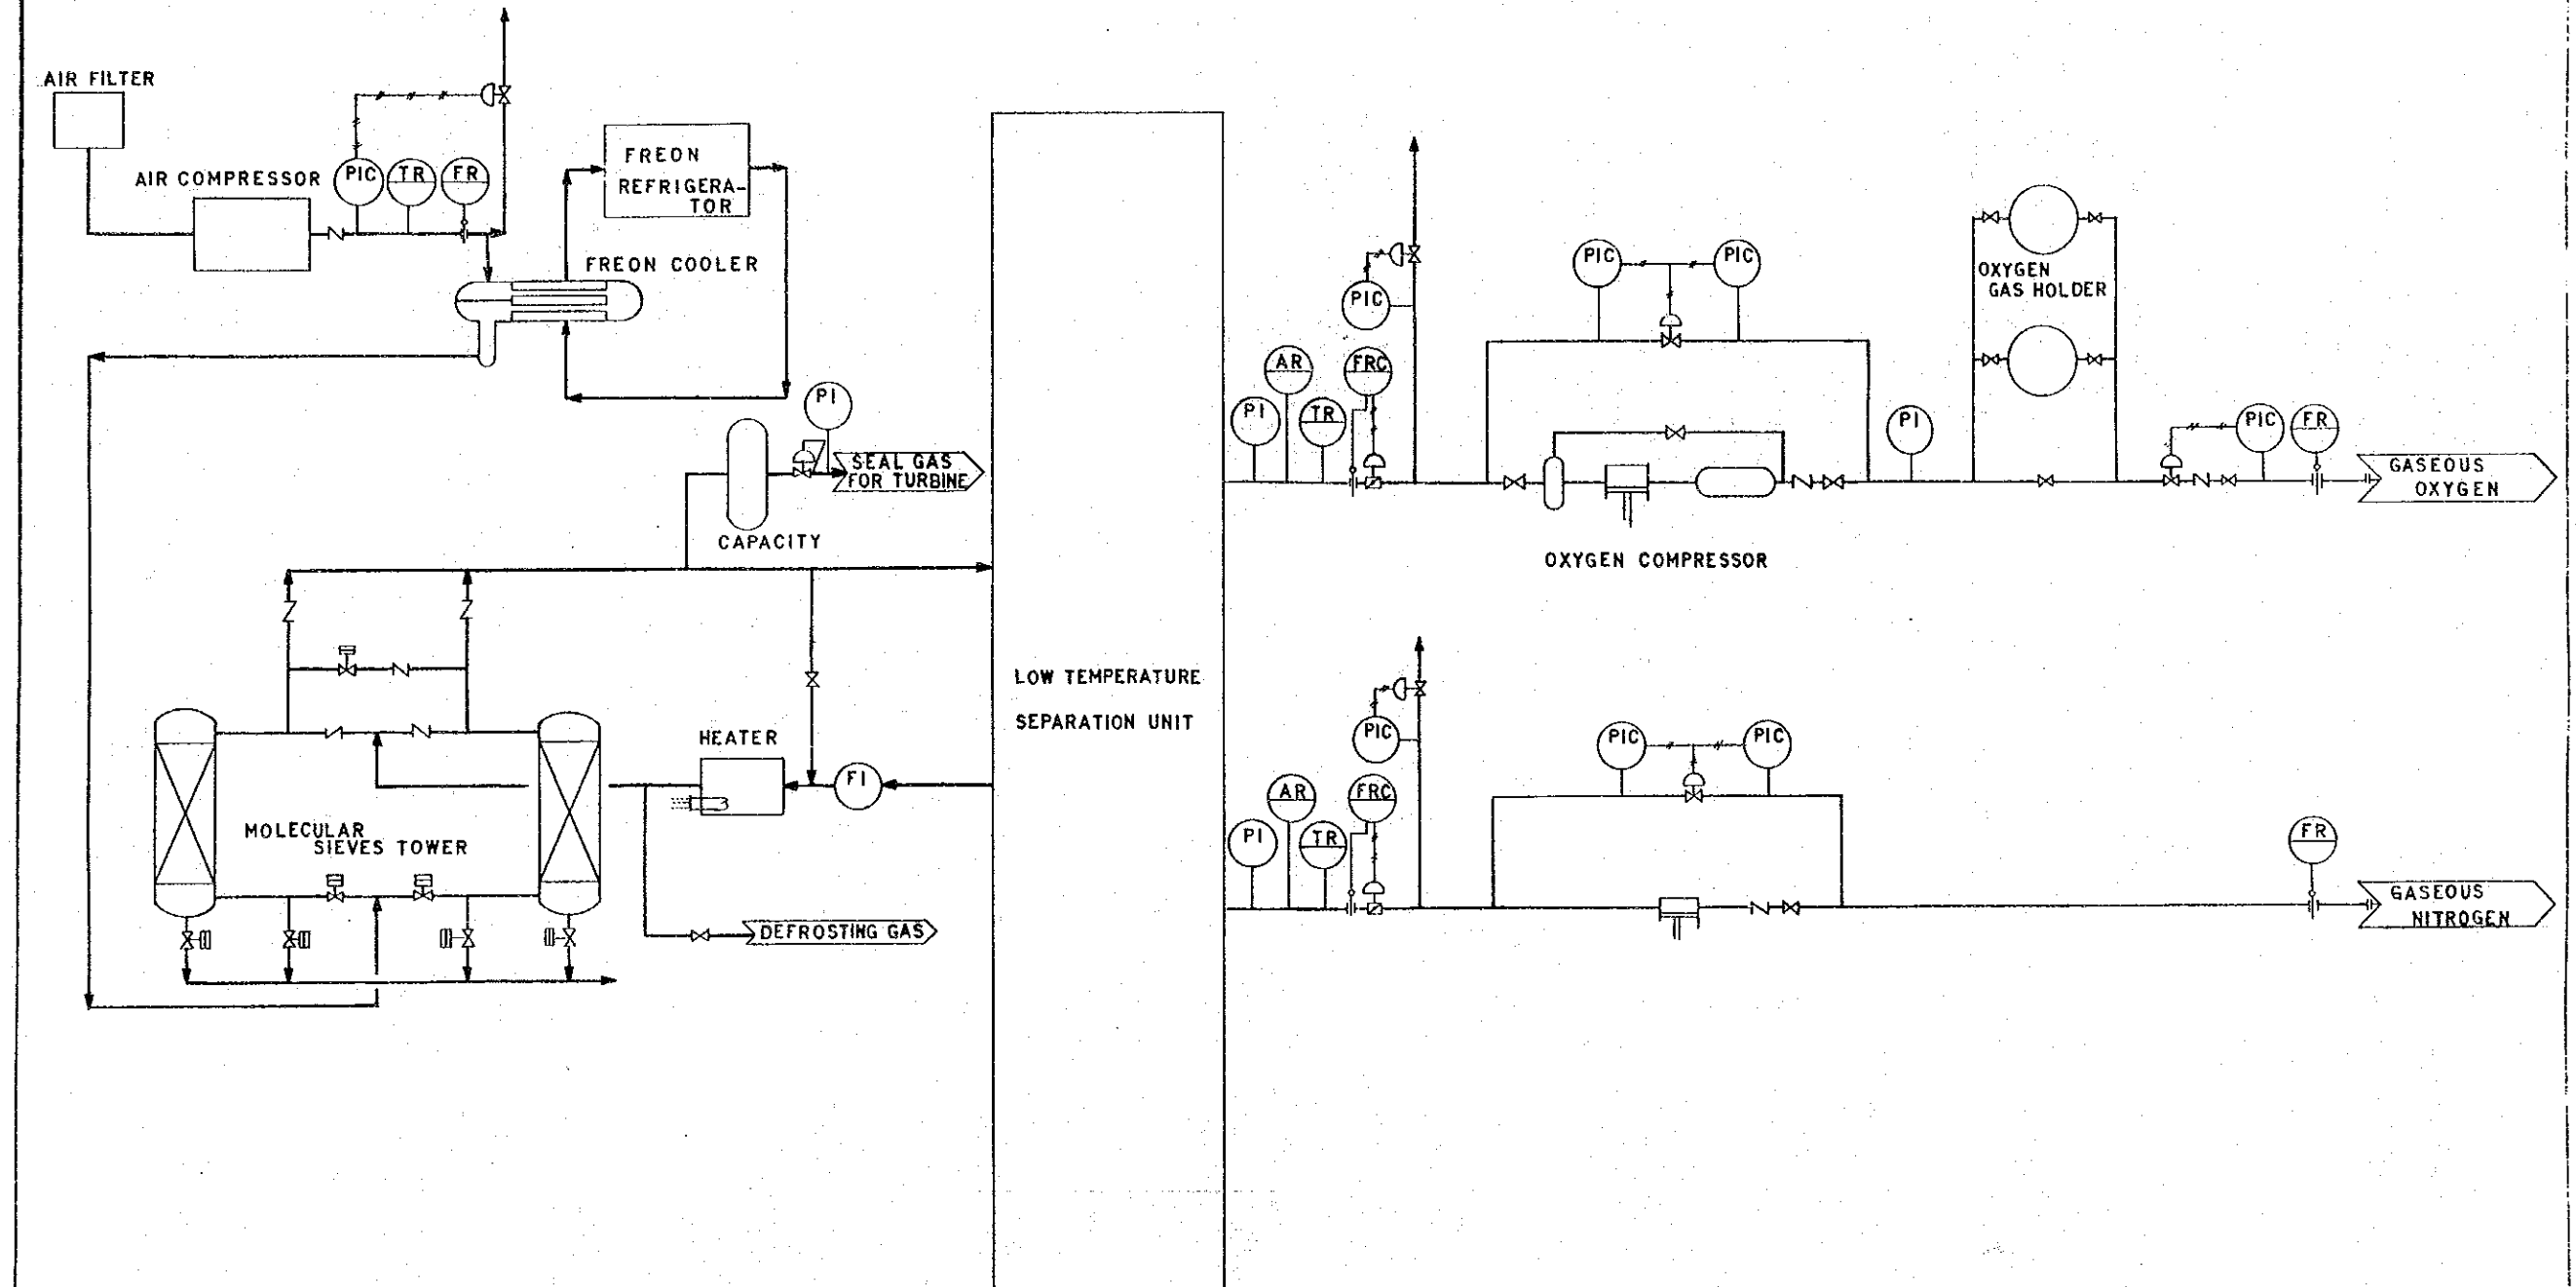 AIR FILTER
AIR COMPRESSOR
PIC
TR
FR
FREON
REFRIGERA-
TOR
FREON COOLER
PI
SEAL GAS
FOR TURBINE
CAPACITY
HEATER
FI
MOLECULAR
SIEVES TOWER
DEFROSTING GAS
LOW TEMPERATURE
SEPARATION UNIT
PIC
PI
AR
TR
FRC
PIC
PIC
OXYGEN COMPRESSOR
PI
OXYGEN
GAS HOLDER
PIC
FR
GASEOUS
OXYGEN
PIC
PI
AR
TR
FRC
PIC
PIC
FR
GASEOUS
NITROGEN